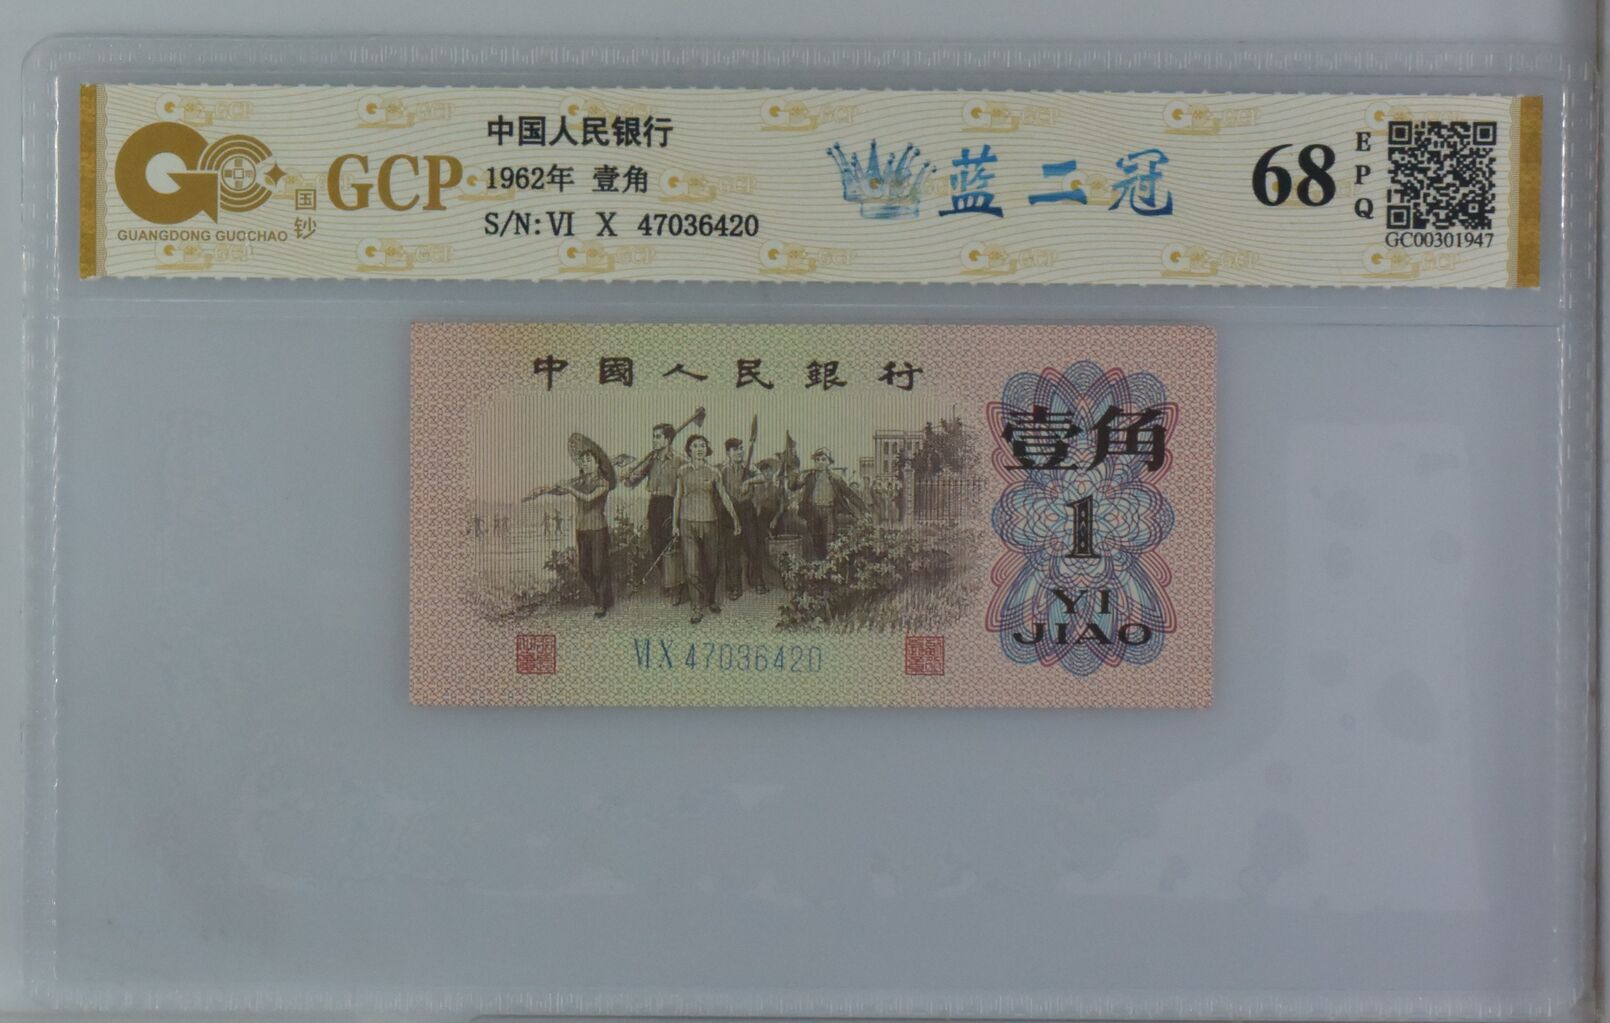 GCP
国钞
GUANGDONG GUOCHAO
中国人民银行
1962年 壹角
S/N: VI X 47036420
蓝二冠
68
EPQ
GC00301947
中國人民銀行
壹角
1
YI
JIAO
VI X 47036420